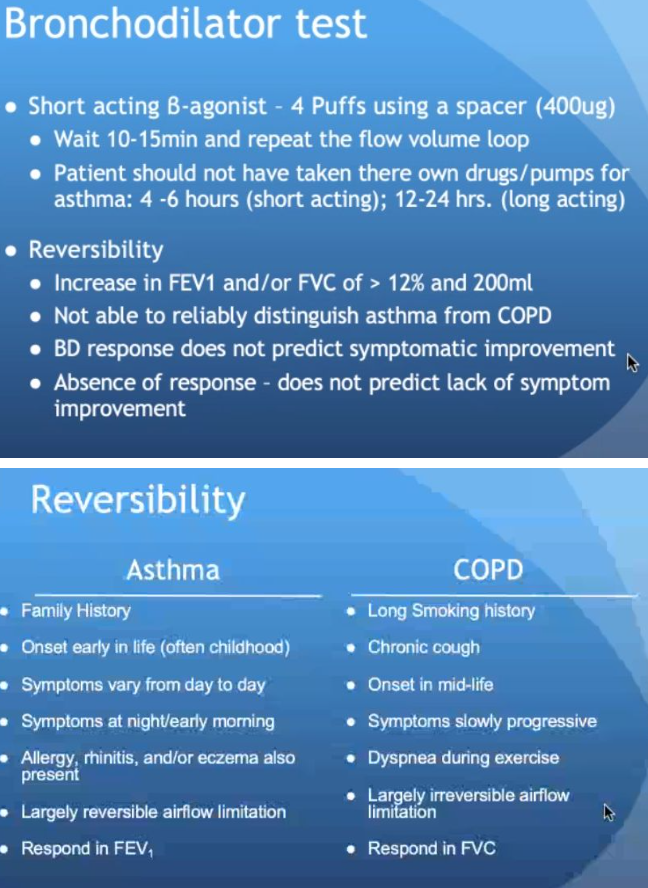 Bronchodilator test
● Short acting β-agonist – 4 Puffs using a spacer (400ug)
● Wait 10-15min and repeat the flow volume loop
● Patient should not have taken there own drugs/pumps for
asthma: 4 -6 hours (short acting); 12-24 hrs. (long acting)
● Reversibility
● Increase in FEV1 and/or FVC of > 12% and 200ml
● Not able to reliably distinguish asthma from COPD
● BD response does not predict symptomatic improvement
● Absence of response – does not predict lack of symptom
improvement
Reversibility
Asthma
● Family History
● Onset early in life (often childhood)
● Symptoms vary from day to day
● Symptoms at night/early morning
● Allergy, rhinitis, and/or eczema also
present
● Largely reversible airflow limitation
● Respond in FEV₁
COPD
● Long Smoking history
● Chronic cough
● Onset in mid-life
● Symptoms slowly progressive
● Dyspnea during exercise
● Largely irreversible airflow
limitation
● Respond in FVC